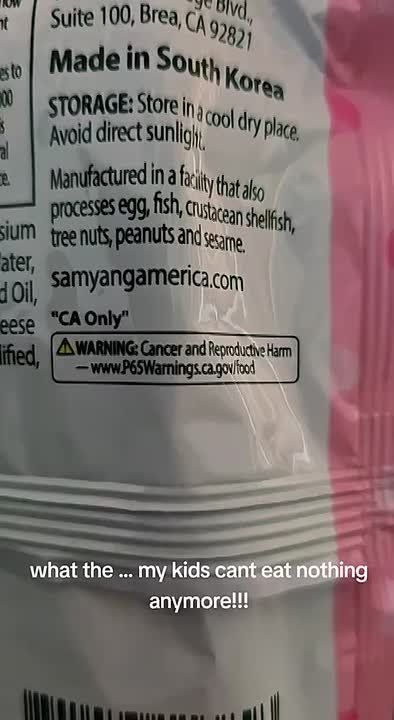 Blvd.,
Suite 100, Brea, CA 92821
Made in South Korea
STORAGE: Store in a cool dry place.
Avoid direct sunlight.
Manufactured in a facility that also
processes egg, fish, crustacean shellfish,
tree nuts, peanuts and sesame.
samyangamerica.com
"CA Only"
⚠WARNING: Cancer and Reproductive Harm
— www.P65Warnings.ca.gov/food
what the ... my kids cant eat nothing
anymore!!!